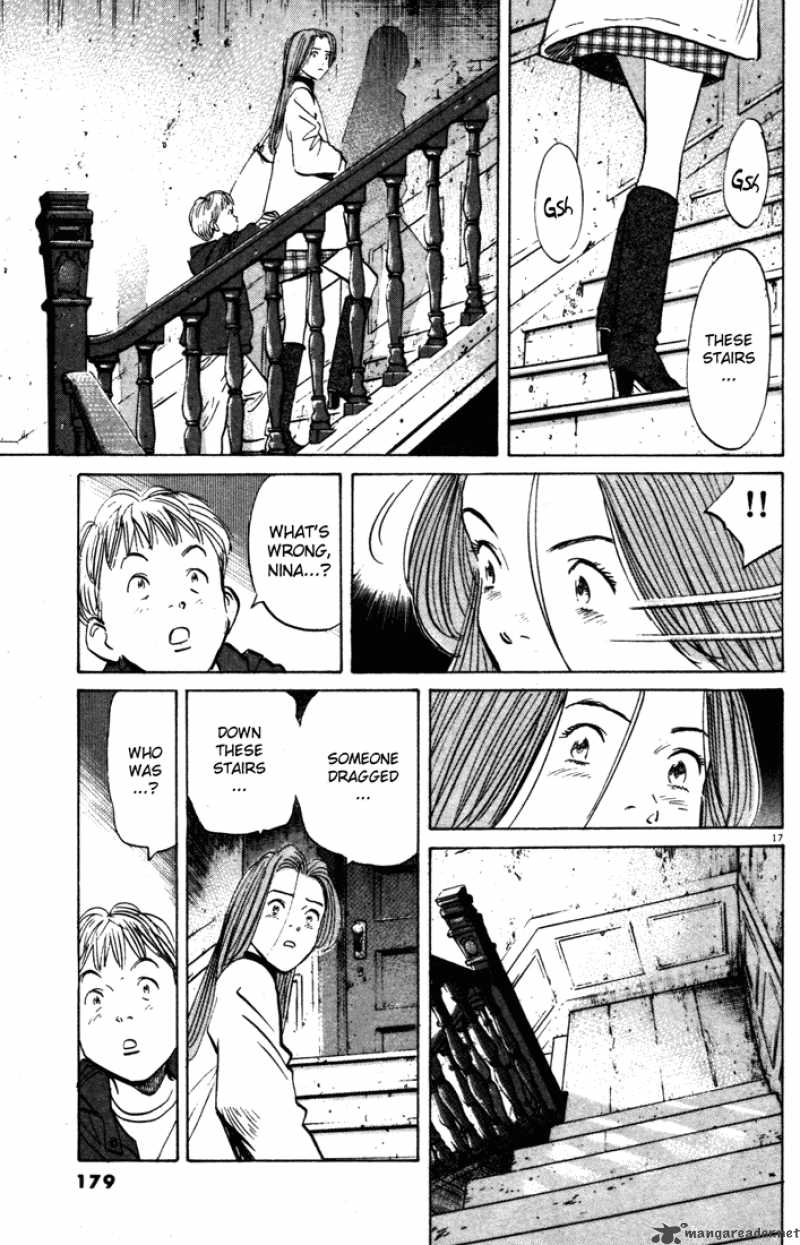 GSH
GSH
THESE
STAIRS
...
!!
WHAT'S
WRONG,
NINA...?
SOMEONE
DRAGGED
...
DOWN
THESE
STAIRS
...
WHO
WAS
...?
17
179
mangareader.net